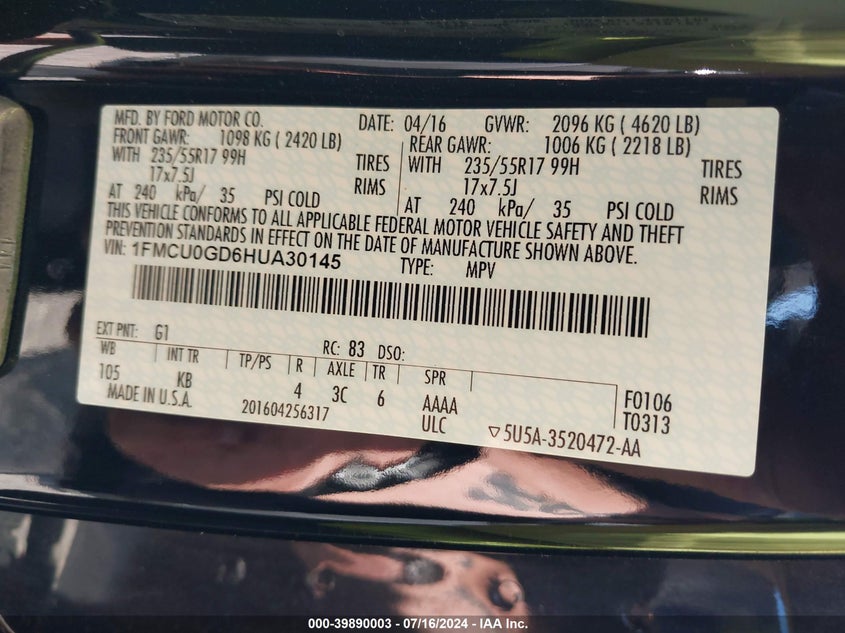 MFD. BY FORD MOTOR CO. DATE: 04/16 GVWR: 2096 KG ( 4620 LB)
FRONT GAWR: 1098 KG ( 2420 LB) REAR GAWR: 1006 KG ( 2218 LB)
WITH 235/55R17 99H TIRES WITH 235/55R17 99H TIRES
17x7.5J RIMS 17x7.5J RIMS
AT 240 kPa/ 35 PSI COLD AT 240 kPa/ 35 PSI COLD
THIS VEHICLE CONFORMS TO ALL APPLICABLE FEDERAL MOTOR VEHICLE SAFETY AND THEFT
PREVENTION STANDARDS IN EFFECT ON THE DATE OF MANUFACTURE SHOWN ABOVE.
VIN: 1FMCU0GD6HUA30145 TYPE: MPV
EXT PNT: G1 RC: 83 DSO:
WB INT TR TP/PS R AXLE TR SPR
105 KB 4 3C 6 AAAA F0106
MADE IN U.S.A. 201604256317 ULC T0313
▽5U5A-3520472-AA
000-39890003 - 07/16/2024 - IAA Inc.